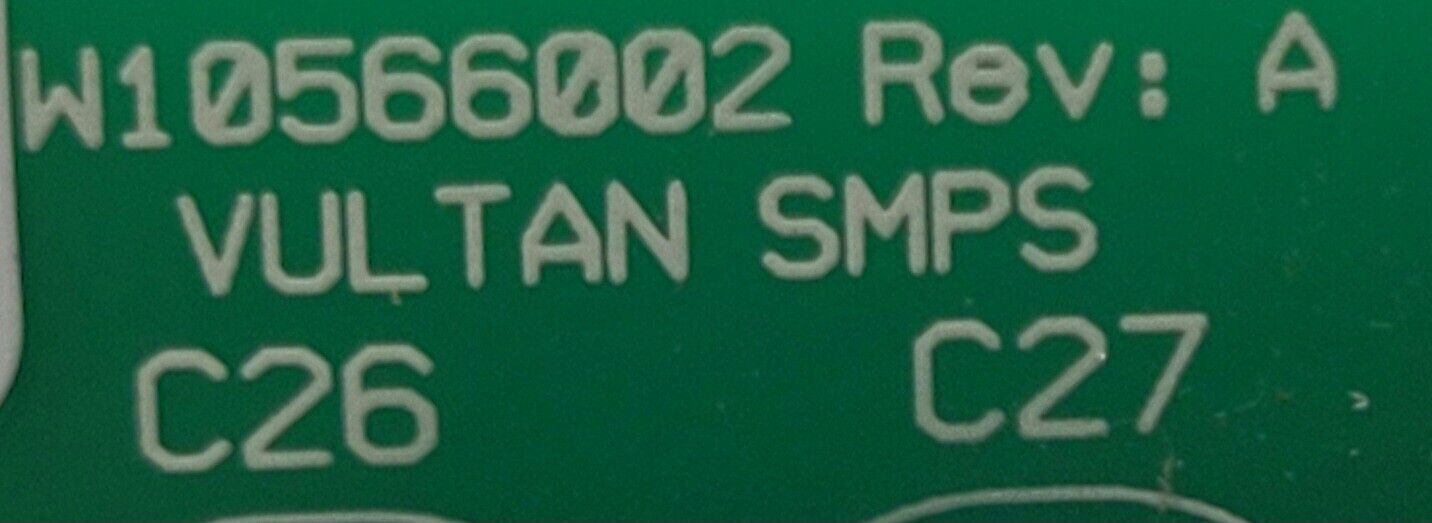 W10566002 Rev: A
VULTAN SMPS
C26 C27